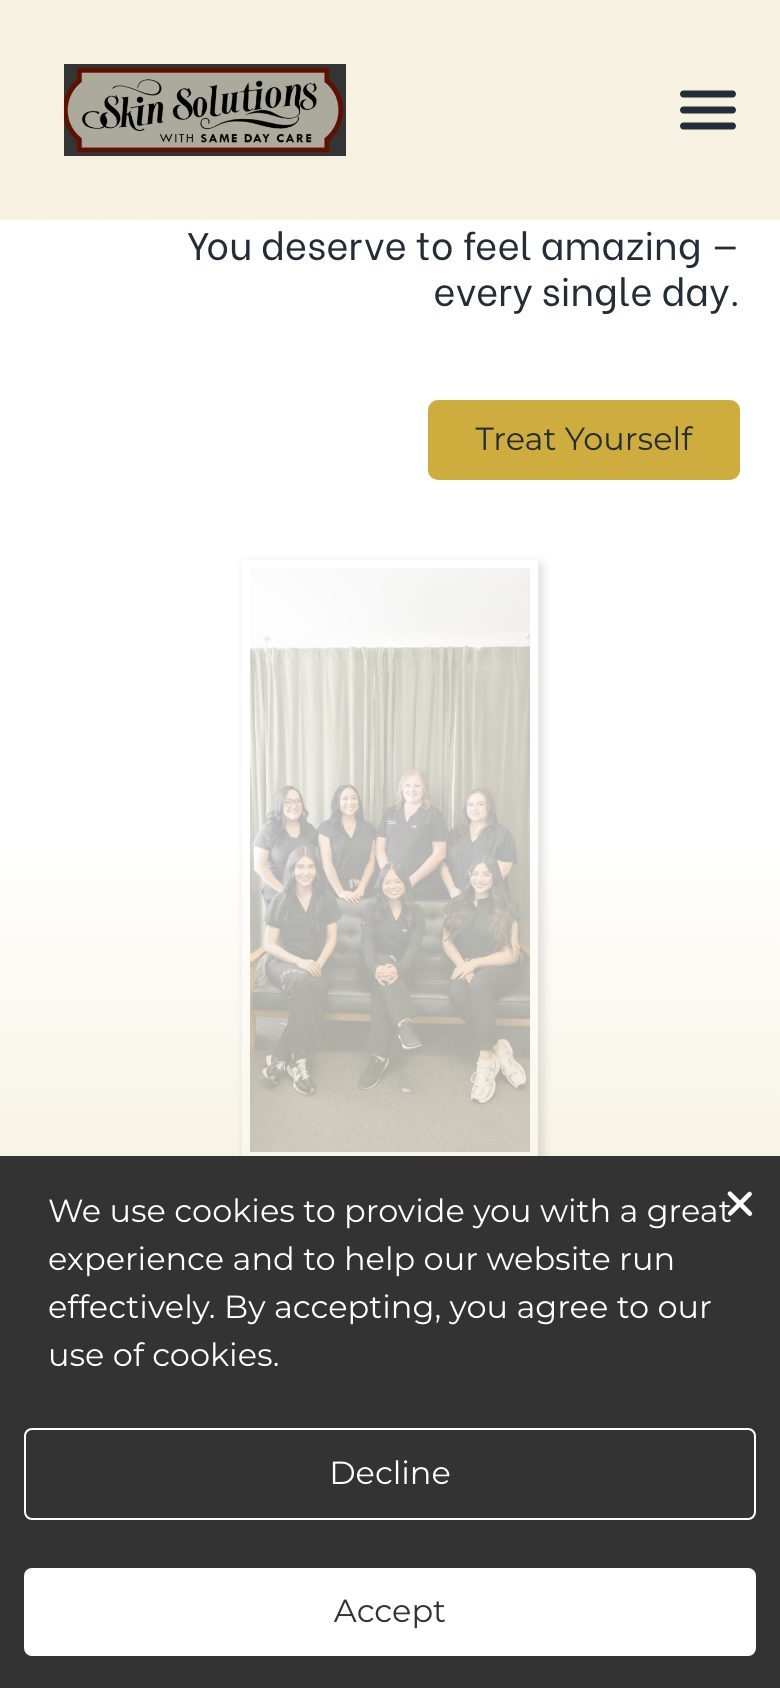 Skin Solutions
WITH SAME DAY CARE
You deserve to feel amazing –
every single day.
Treat Yourself
We use cookies to provide you with a great
experience and to help our website run
effectively. By accepting, you agree to our
use of cookies.
Decline
Accept